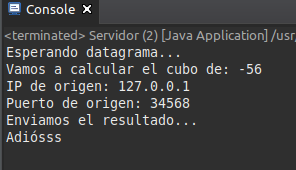 Console
<terminated> Servidor (2) [Java Application] /usr
Esperando datagrama...
Vamos a calcular el cubo de: -56
IP de origen: 127.0.0.1
Puerto de origen: 34568
Enviamos el resultado...
Adiósss